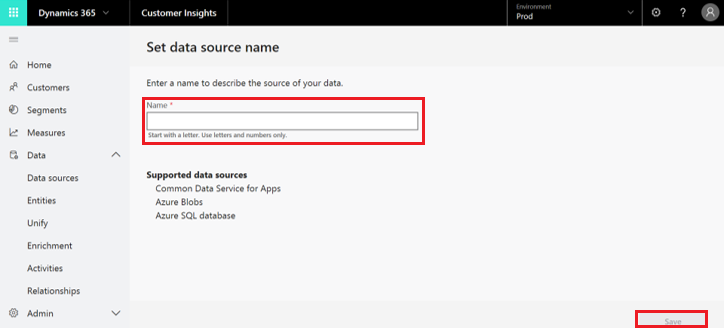 Dynamics 365
Customer Insights
Environment
Prod
?
Home
Customers
Segments
Measures
Data
Data sources
Entities
Unify
Enrichment
Activities
Relationships
Admin
Set data source name
Enter a name to describe the source of your data.
Name *
Start with a letter. Use letters and numbers only.
Supported data sources
Common Data Service for Apps
Azure Blobs
Azure SQL database
Save